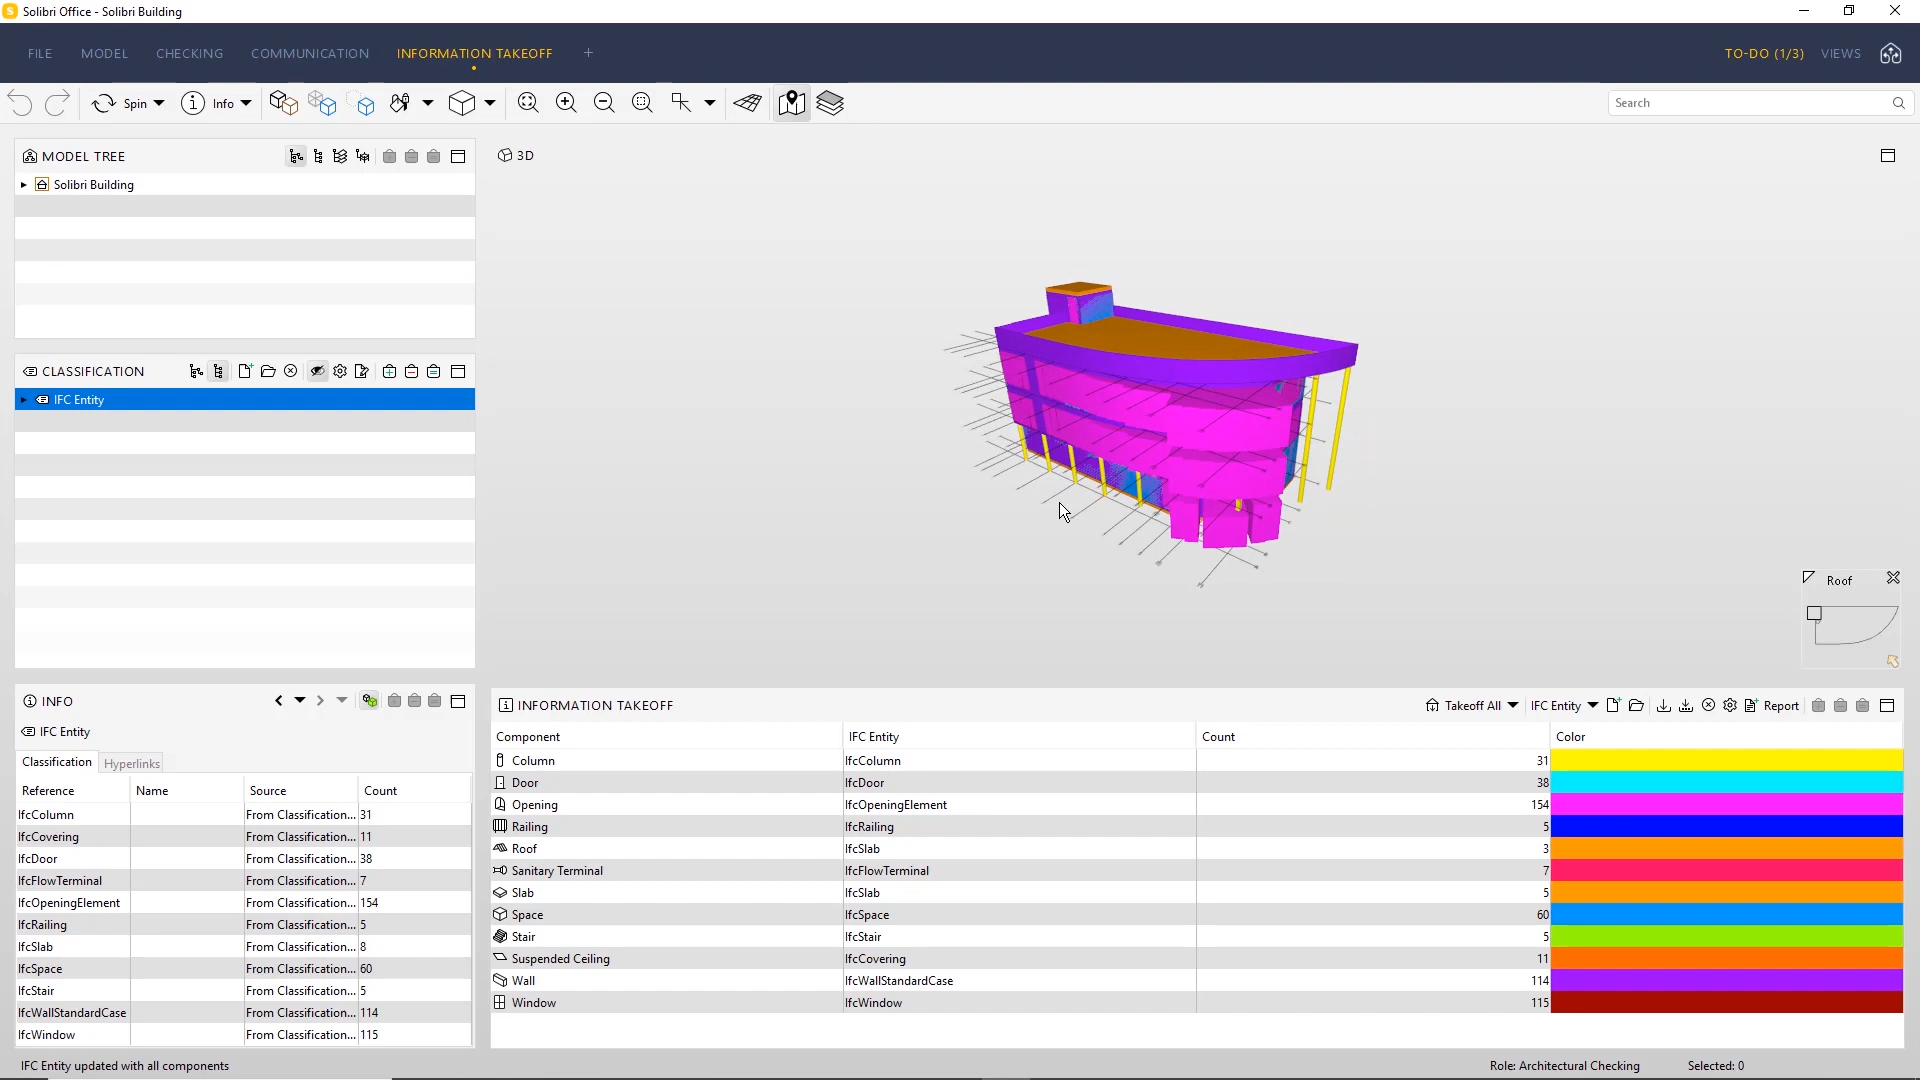 Solibri Office - Solibri Building
FILE MODEL CHECKING COMMUNICATION INFORMATION TAKEOFF + TO-DO (1/3) VIEWS
Spin Info Search
MODEL TREE
Solibri Building
3D
CLASSIFICATION
IFC Entity
Roof
INFO
IFC Entity
Classification Hyperlinks
Reference Name Source Count
IfcColumn From Classification... 31
IfcCovering From Classification... 11
IfcDoor From Classification... 38
IfcFlowTerminal From Classification... 7
IfcOpeningElement From Classification... 154
IfcRailing From Classification... 5
IfcSlab From Classification... 8
IfcSpace From Classification... 60
IfcStair From Classification... 5
IfcWallStandardCase From Classification... 114
IfcWindow From Classification... 115
INFORMATION TAKEOFF Takeoff All IFC Entity Report
Component IFC Entity Count Color
Column IfcColumn 31
Door IfcDoor 38
Opening IfcOpeningElement 154
Railing IfcRailing 5
Roof IfcSlab 3
Sanitary Terminal IfcFlowTerminal 7
Slab IfcSlab 5
Space IfcSpace 60
Stair IfcStair 5
Suspended Ceiling IfcCovering 11
Wall IfcWallStandardCase 114
Window IfcWindow 115
IFC Entity updated with all components Role: Architectural Checking Selected: 0